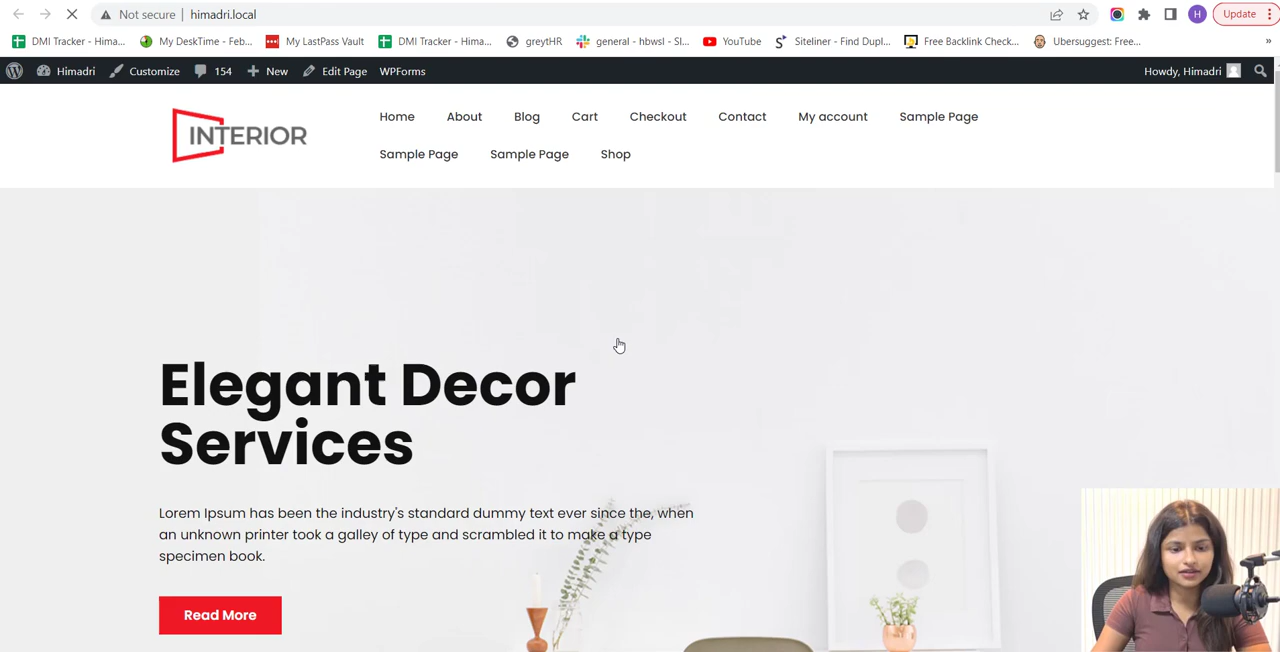 Not secure | himadri.local
H
Update
DMI Tracker - Hima...
My DeskTime - Feb...
My LastPass Vault
DMI Tracker - Hima...
greytHR
general - hbwsl - Sl...
YouTube
Siteliner - Find Dupl...
Free Backlink Check...
Ubersuggest: Free...
»
Himadri
Customize
154
New
Edit Page
WPForms
Howdy, Himadri
INTERIOR
Home
About
Blog
Cart
Checkout
Contact
My account
Sample Page
Sample Page
Sample Page
Shop
Elegant Decor
Services
Lorem Ipsum has been the industry's standard dummy text ever since the, when
an unknown printer took a galley of type and scrambled it to make a type
specimen book.
Read More